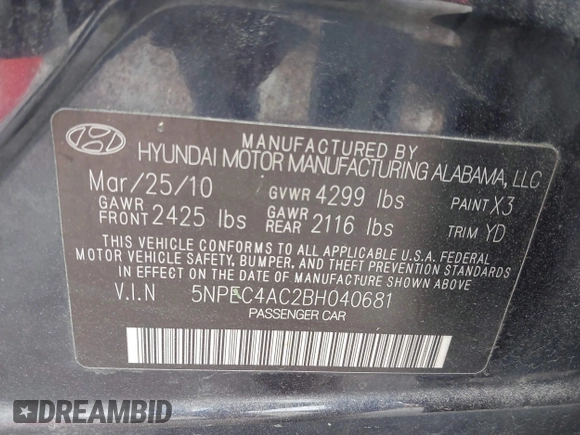 MANUFACTURED BY
HYUNDAI MOTOR MANUFACTURING ALABAMA, LLC
Mar/25/10 GVWR 4299 lbs PAINT X3
GAWR FRONT 2425 lbs GAWR REAR 2116 lbs TRIM YD
THIS VEHICLE CONFORMS TO ALL APPLICABLE U.S.A. FEDERAL
MOTOR VEHICLE SAFETY, BUMPER, AND THEFT PREVENTION STANDARDS
IN EFFECT ON THE DATE OF MANUFACTURE SHOWN ABOVE.
V.I.N 5NPEC4AC2BH040681
PASSENGER CAR
DREAMBID